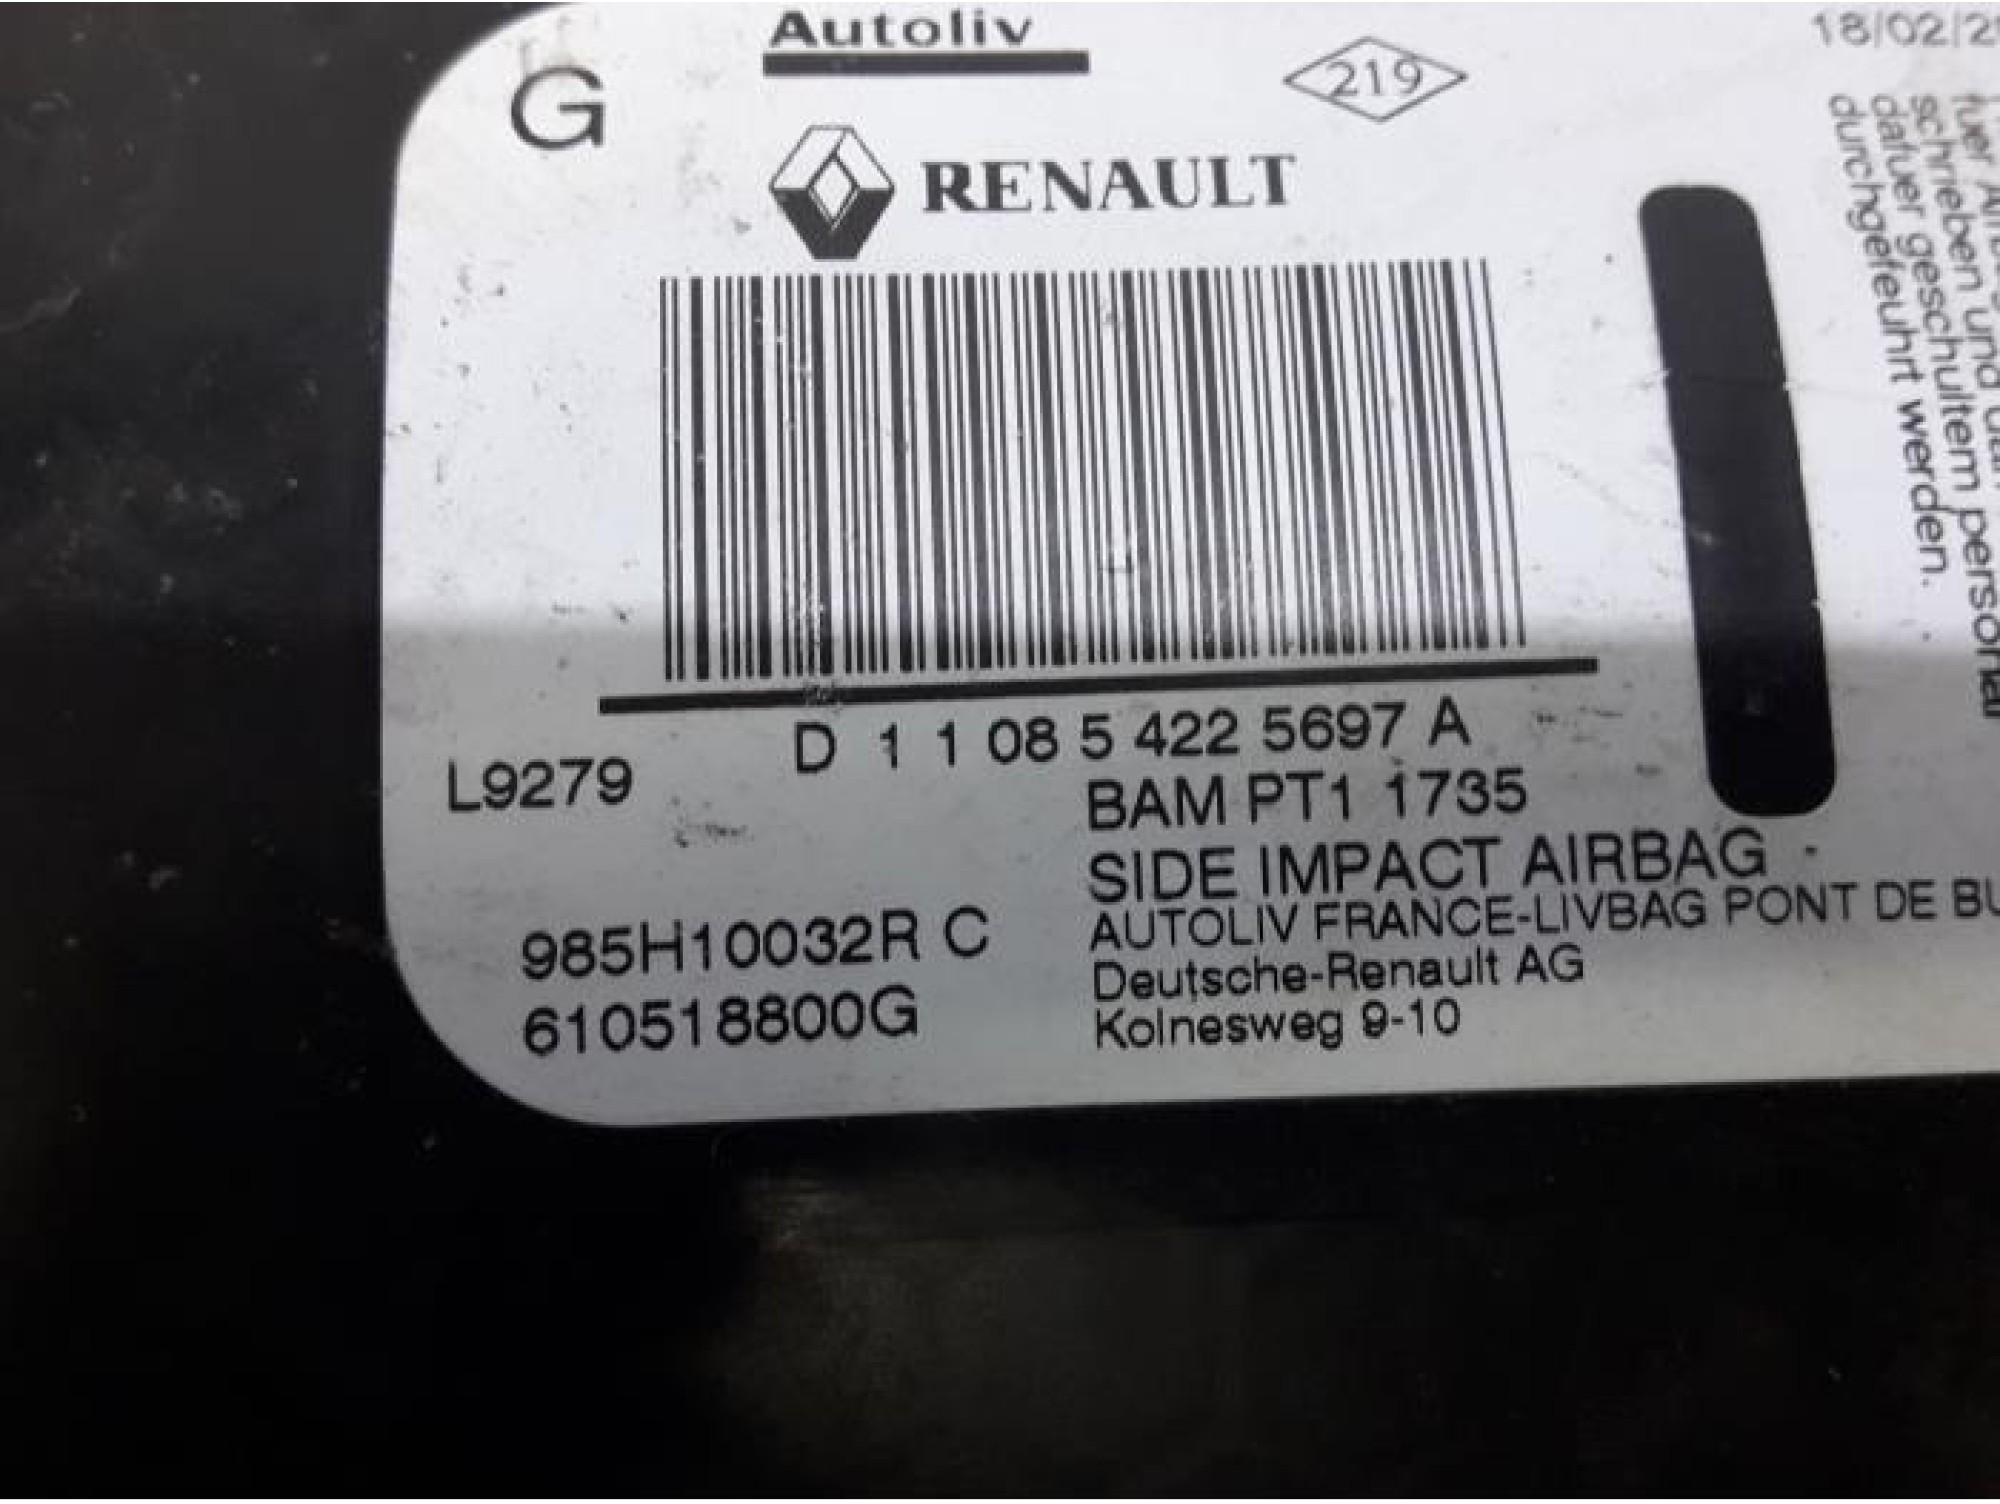 Autoliv
G
219
18/02/2
RENAULT
schrieben und
dafuer geschultem personal
durchgefeuhrt werden.
D 1 1 08 5 422 5697 A
L9279
BAM PT1 1735
SIDE IMPACT AIRBAG
985H10032R C
AUTOLIV FRANCE-LIVBAG PONT DE BU
610518800G
Deutsche-Renault AG
Kolnesweg 9-10